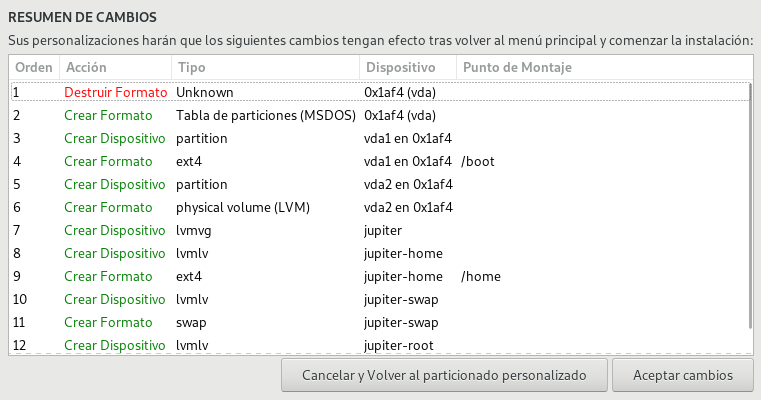 RESUMEN DE CAMBIOS
Sus personalizaciones harán que los siguientes cambios tengan efecto tras volver al menú principal y comenzar la instalación:
Orden Acción Tipo Dispositivo Punto de Montaje
1 Destruir Formato Unknown 0x1af4 (vda)
2 Crear Formato Tabla de particiones (MSDOS) 0x1af4 (vda)
3 Crear Dispositivo partition vda1 en 0x1af4
4 Crear Formato ext4 vda1 en 0x1af4 /boot
5 Crear Dispositivo partition vda2 en 0x1af4
6 Crear Formato physical volume (LVM) vda2 en 0x1af4
7 Crear Dispositivo lvmvg jupiter
8 Crear Dispositivo lvmlv jupiter-home
9 Crear Formato ext4 jupiter-home /home
10 Crear Dispositivo lvmlv jupiter-swap
11 Crear Formato swap jupiter-swap
12 Crear Dispositivo lvmlv jupiter-root
Cancelar y Volver al particionado personalizado Aceptar cambios